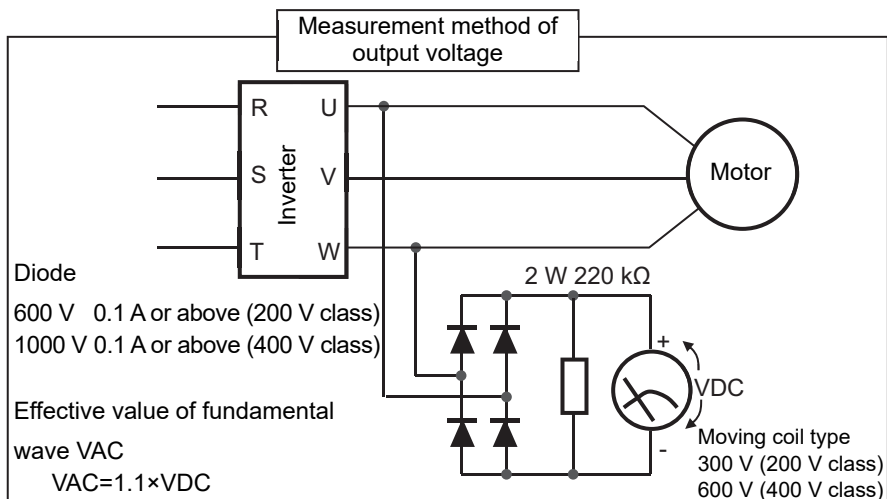 Measurement method of
output voltage
R U
S V
T W
Inverter
Motor
Diode
600 V 0.1 A or above (200 V class)
1000 V 0.1 A or above (400 V class)
2 W 220 kΩ
+
VDC
-
Effective value of fundamental
wave VAC
VAC=1.1×VDC
Moving coil type
300 V (200 V class)
600 V (400 V class)